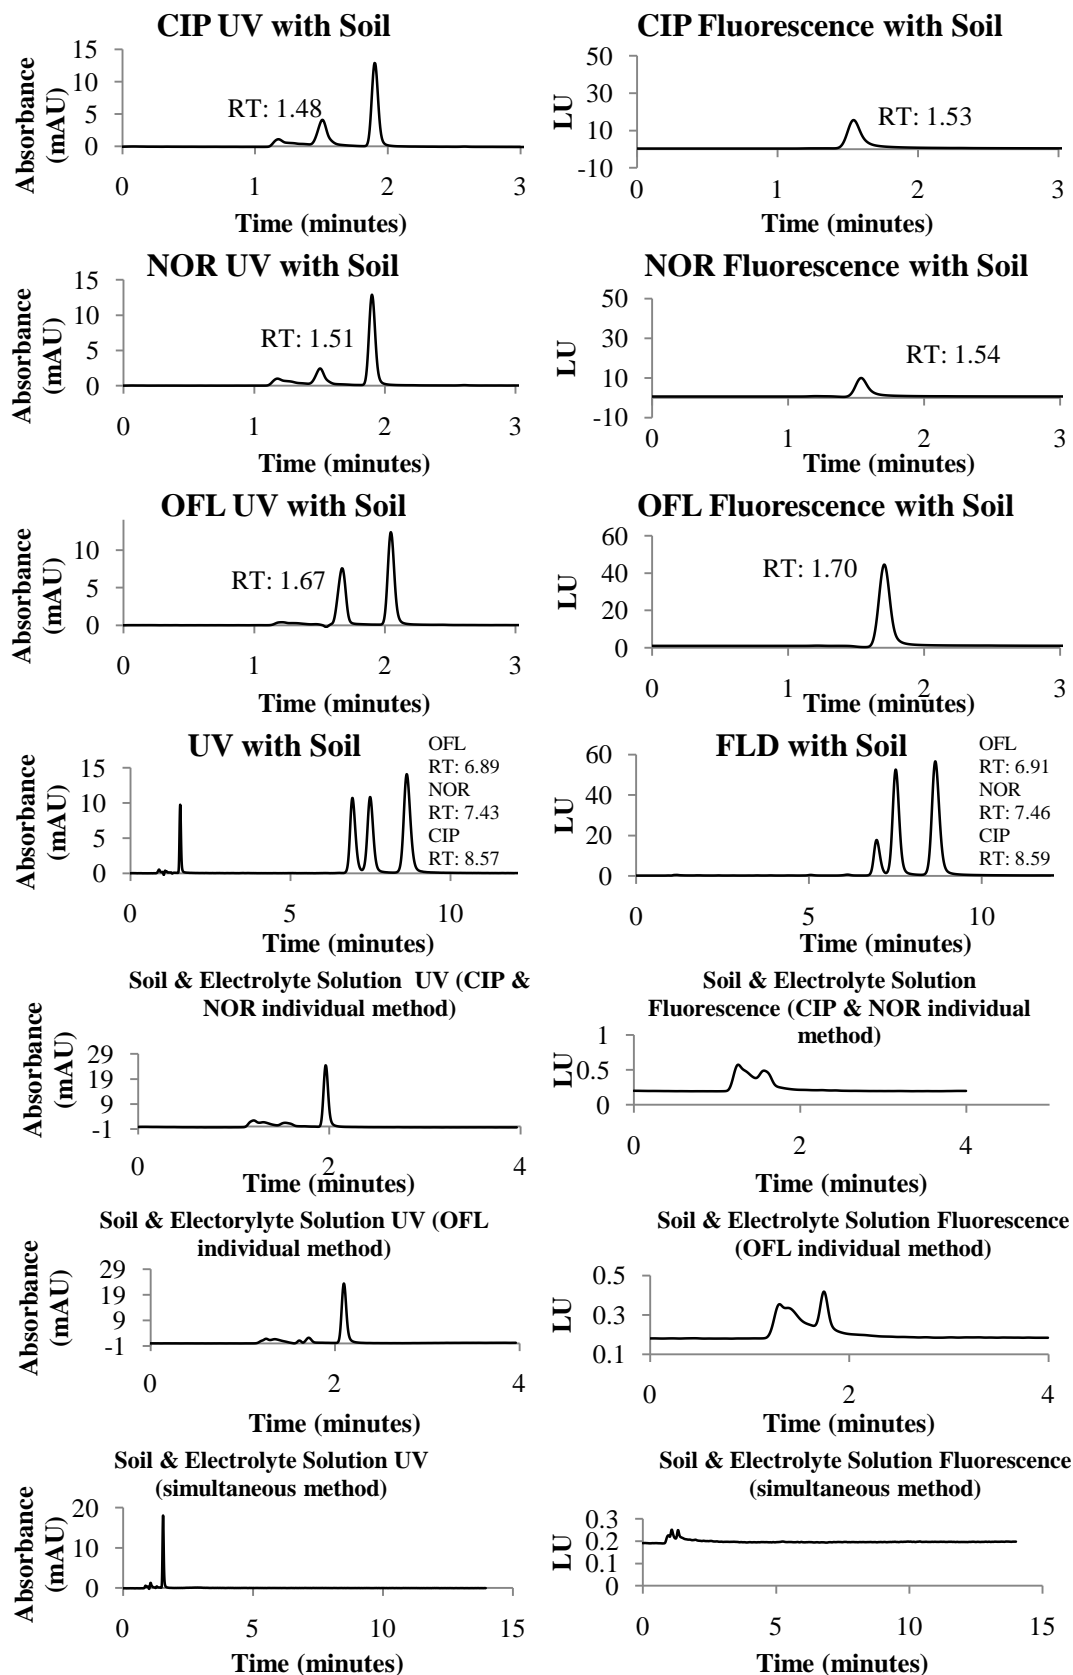 CIP UV with Soil
Absorbance
(mAU)
15
10
5
0
RT: 1.48
0 1 2 3
Time (minutes)
CIP Fluorescence with Soil
LU
50
30
10
-10
RT: 1.53
0 1 2 3
Time (minutes)
NOR UV with Soil
Absorbance
(mAU)
15
10
5
0
RT: 1.51
0 1 2 3
Time (minutes)
NOR Fluorescence with Soil
LU
50
30
10
-10
RT: 1.54
0 1 2 3
Time (minutes)
OFL UV with Soil
Absorbance
(mAU)
10
5
0
RT: 1.67
0 1 2 3
Time (minutes)
OFL Fluorescence with Soil
LU
60
40
20
0
RT: 1.70
0 1 2 3
Time (minutes)
UV with Soil
Absorbance
(mAU)
15
10
5
0
OFL
RT: 6.89
NOR
RT: 7.43
CIP
RT: 8.57
0 5 10
Time (minutes)
FLD with Soil
LU
60
40
20
0
OFL
RT: 6.91
NOR
RT: 7.46
CIP
RT: 8.59
0 5 10
Time (minutes)
Soil & Electrolyte Solution UV (CIP &
NOR individual method)
Absorbance
(mAU)
29
19
9
-1
0 2 4
Time (minutes)
Soil & Electrolyte Solution
Fluorescence (CIP & NOR individual
method)
LU
1
0.5
0
0 2 4
Time (minutes)
Soil & Electorylyte Solution UV (OFL
individual method)
Absorbance
(mAU)
29
19
9
-1
0 2 4
Time (minutes)
Soil & Electrolyte Solution Fluorescence
(OFL individual method)
LU
0.5
0.3
0.1
0 2 4
Time (minutes)
Soil & Electrolyte Solution UV
(simultaneous method)
Absorbance
(mAU)
20
10
0
0 5 10 15
Time (minutes)
Soil & Electrolyte Solution Fluorescence
(simultaneous method)
LU
0.3
0.2
0.1
0
0 5 10 15
Time (minutes)